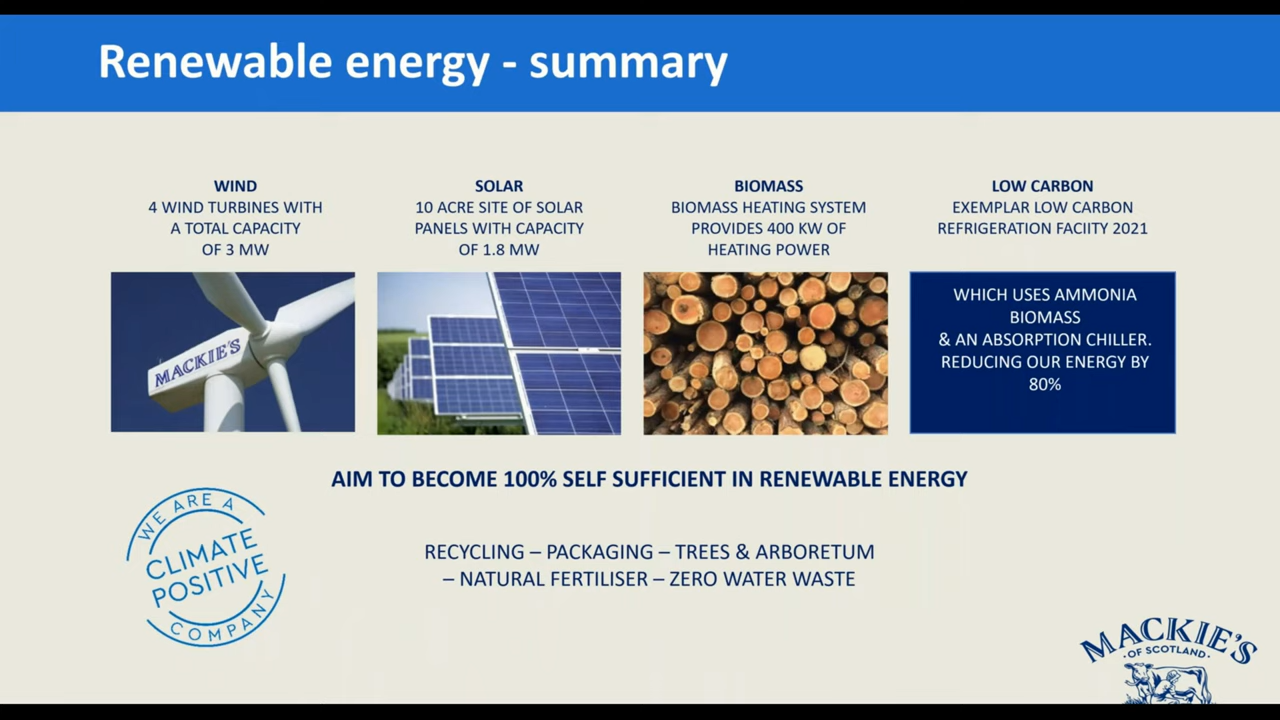 Renewable energy - summary
WIND
4 WIND TURBINES WITH
A TOTAL CAPACITY
OF 3 MW
SOLAR
10 ACRE SITE OF SOLAR
PANELS WITH CAPACITY
OF 1.8 MW
BIOMASS
BIOMASS HEATING SYSTEM
PROVIDES 400 KW OF
HEATING POWER
LOW CARBON
EXEMPLAR LOW CARBON
REFRIGERATION FACIITY 2021
MACKIE'S
WHICH USES AMMONIA
BIOMASS
& AN ABSORPTION CHILLER.
REDUCING OUR ENERGY BY
80%
AIM TO BECOME 100% SELF SUFFICIENT IN RENEWABLE ENERGY
WE ARE A
CLIMATE
POSITIVE
COMPANY
RECYCLING – PACKAGING – TREES & ARBORETUM
– NATURAL FERTILISER – ZERO WATER WASTE
MACKIE'S
· OF SCOTLAND ·